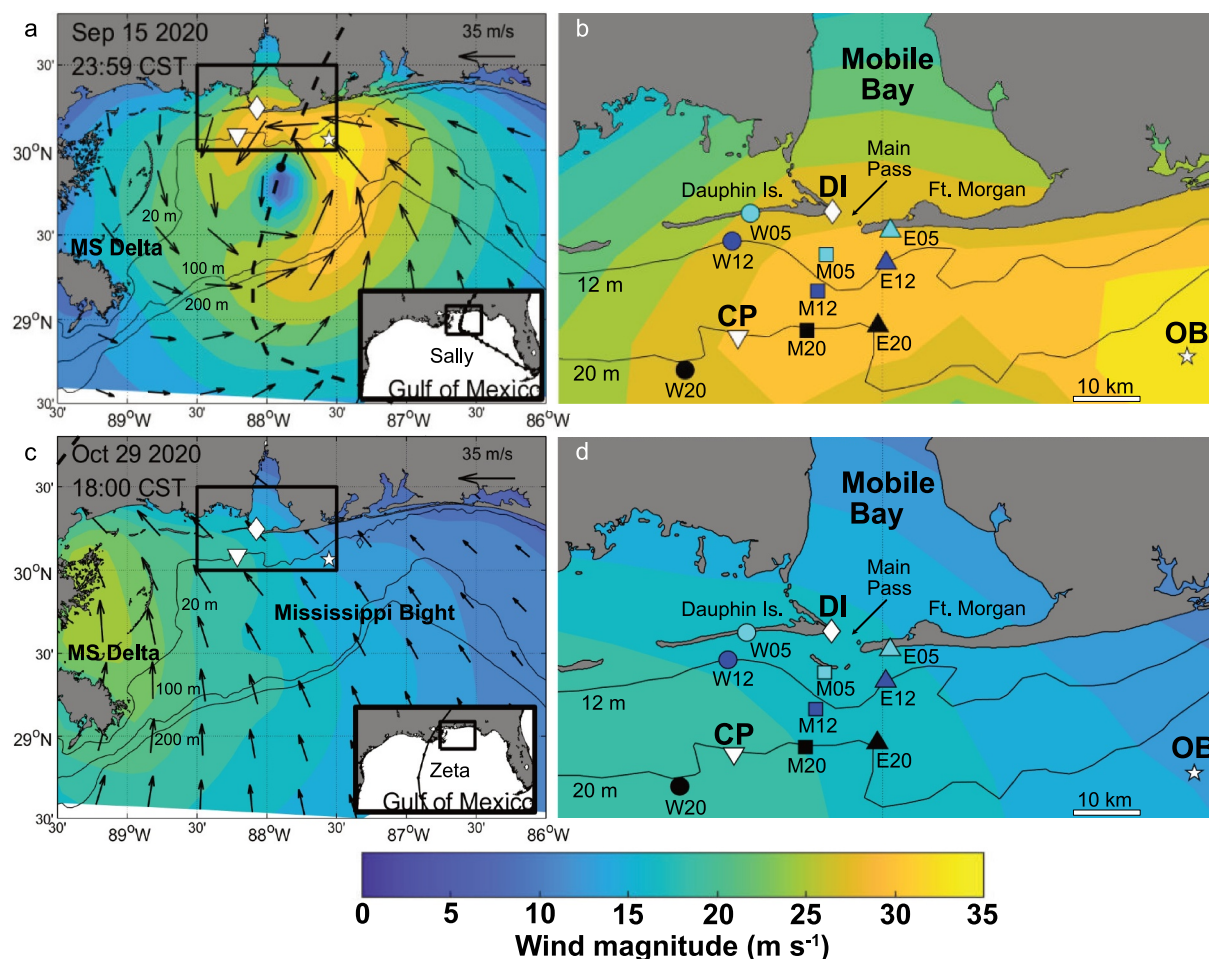 a
Sep 15 2020
23:59 CST
35 m/s
30'
30°N
30'
29°N
30'
20 m
MS Delta
100 m
200 m
Sally
Gulf of Mexico
30'
89°W
30'
88°W
30'
87°W
30'
86°W
b
Mobile
Bay
Main
Pass
Dauphin Is.
DI
Ft. Morgan
W05
E05
W12
12 m
M05
E12
M12
CP
M20
E20
OB
20 m
W20
10 km
c
Oct 29 2020
18:00 CST
35 m/s
30'
30°N
30'
29°N
30'
20 m
Mississippi Bight
MS Delta
100 m
200 m
Zeta
Gulf of Mexico
30'
89°W
30'
88°W
30'
87°W
30'
86°W
d
Mobile
Bay
Main
Pass
Dauphin Is.
DI
Ft. Morgan
W05
E05
W12
M05
E12
12 m
M12
CP
M20
E20
OB
20 m
W20
10 km
0 5 10 15 20 25 30 35
Wind magnitude (m s⁻¹)